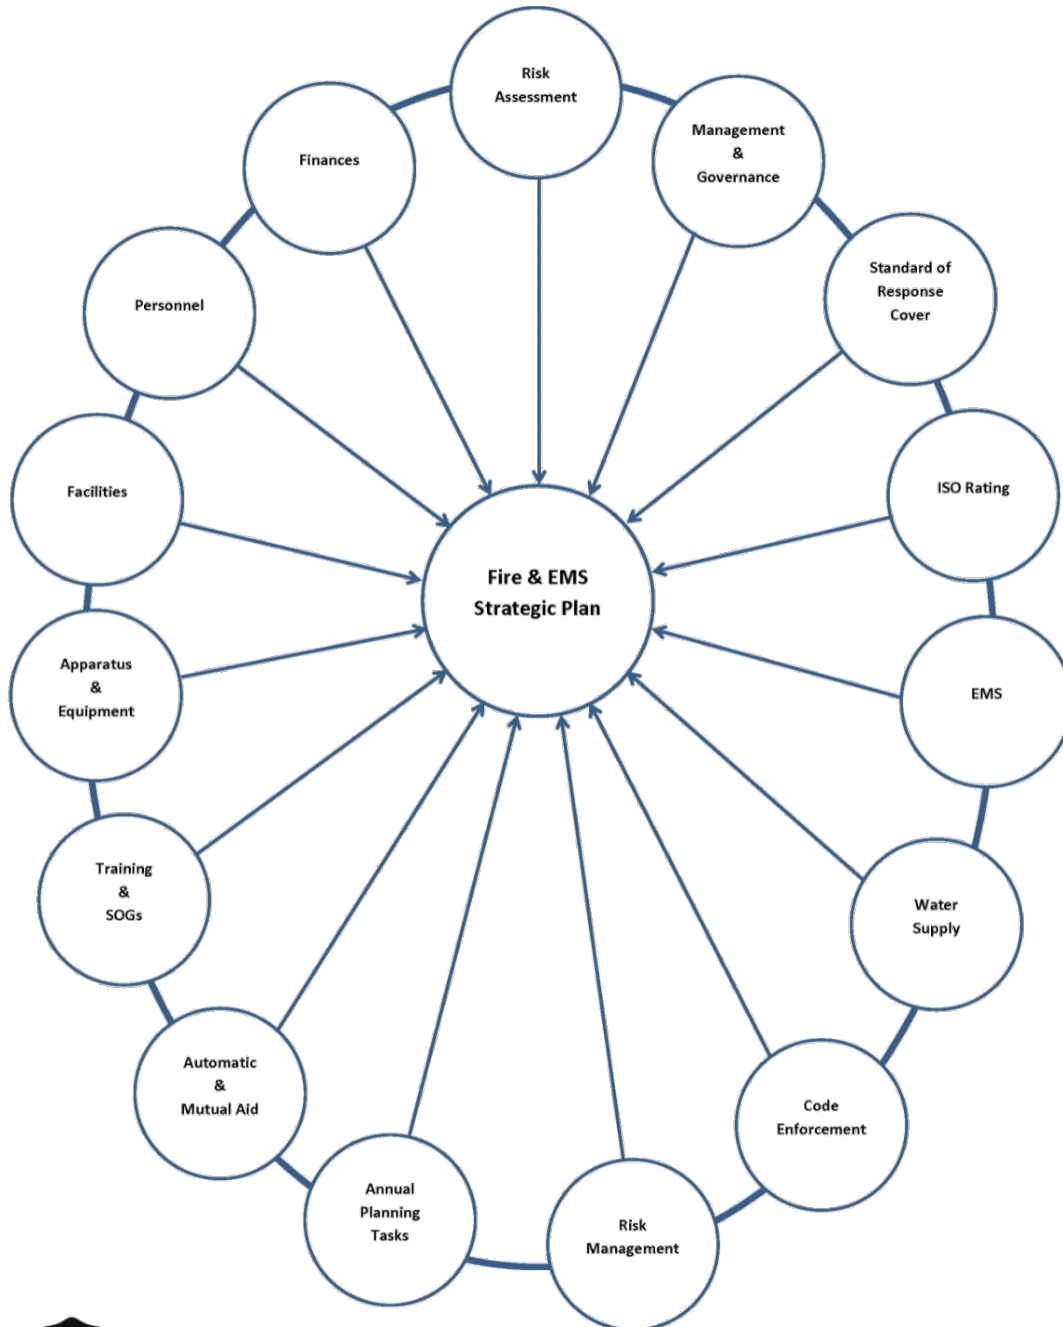 Risk
Assessment
Management
&
Governance
Standard of
Response
Cover
ISO Rating
EMS
Water
Supply
Code
Enforcement
Risk
Management
Annual
Planning
Tasks
Automatic
&
Mutual Aid
Training
&
SOGs
Apparatus
&
Equipment
Facilities
Personnel
Finances
Fire & EMS
Strategic Plan